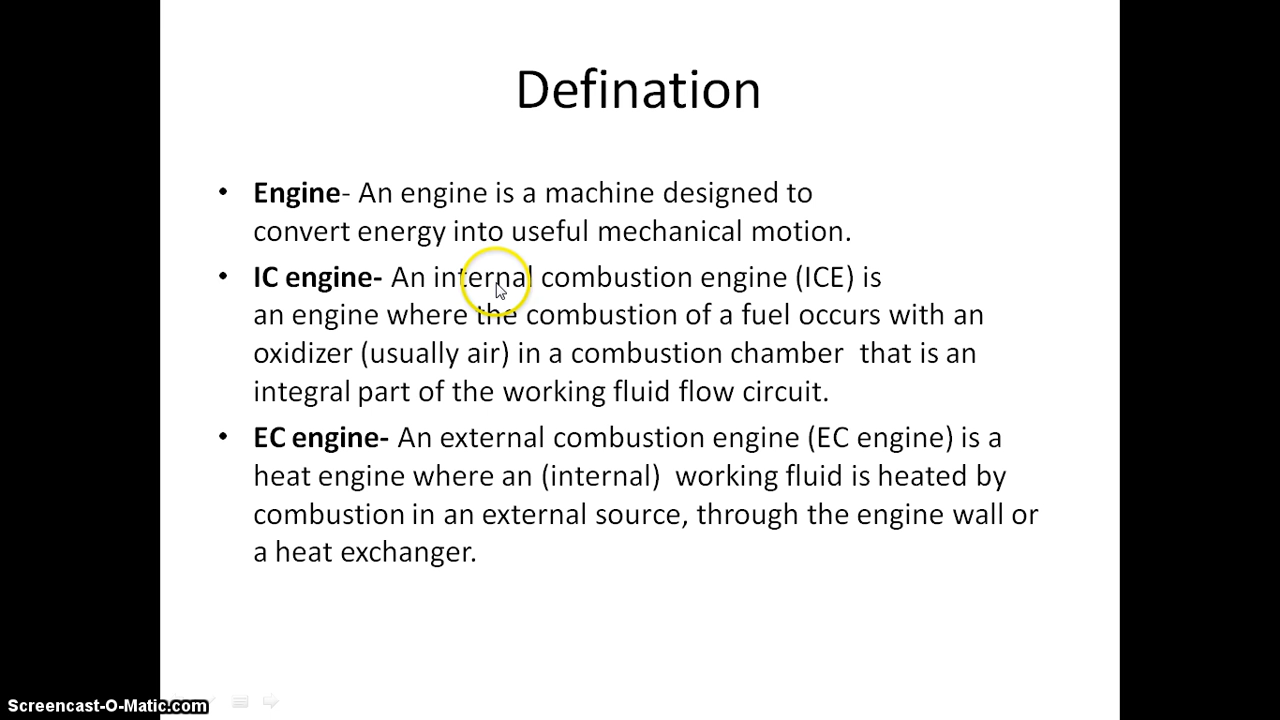 Defination
• Engine- An engine is a machine designed to
convert energy into useful mechanical motion.
• IC engine- An internal combustion engine (ICE) is
an engine where the combustion of a fuel occurs with an
oxidizer (usually air) in a combustion chamber  that is an
integral part of the working fluid flow circuit.
• EC engine- An external combustion engine (EC engine) is a
heat engine where an (internal)  working fluid is heated by
combustion in an external source, through the engine wall or
a heat exchanger.
Screencast-O-Matic.com